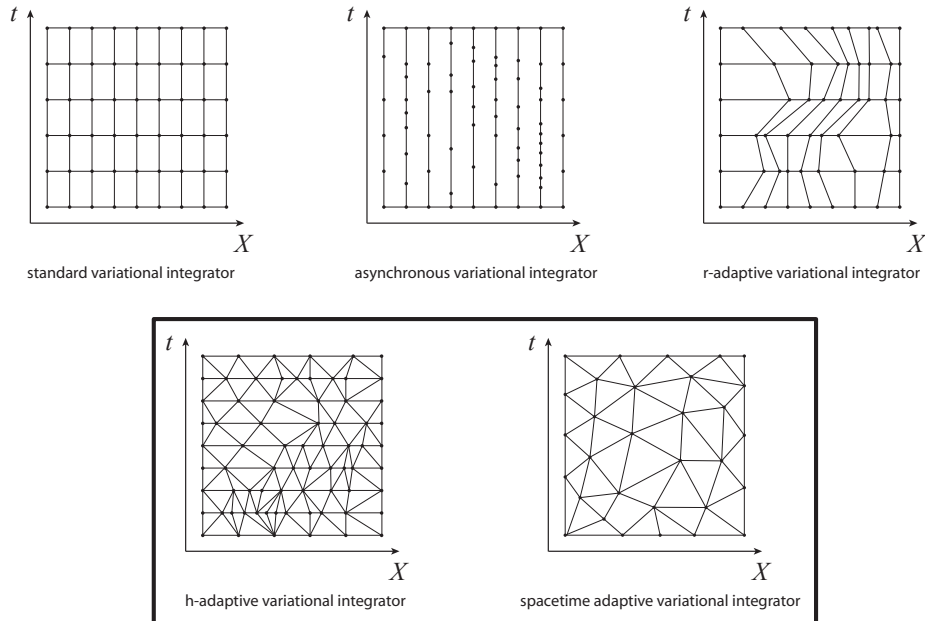 t
X
standard variational integrator
t
X
asynchronous variational integrator
t
X
r-adaptive variational integrator
t
X
h-adaptive variational integrator
t
X
spacetime adaptive variational integrator